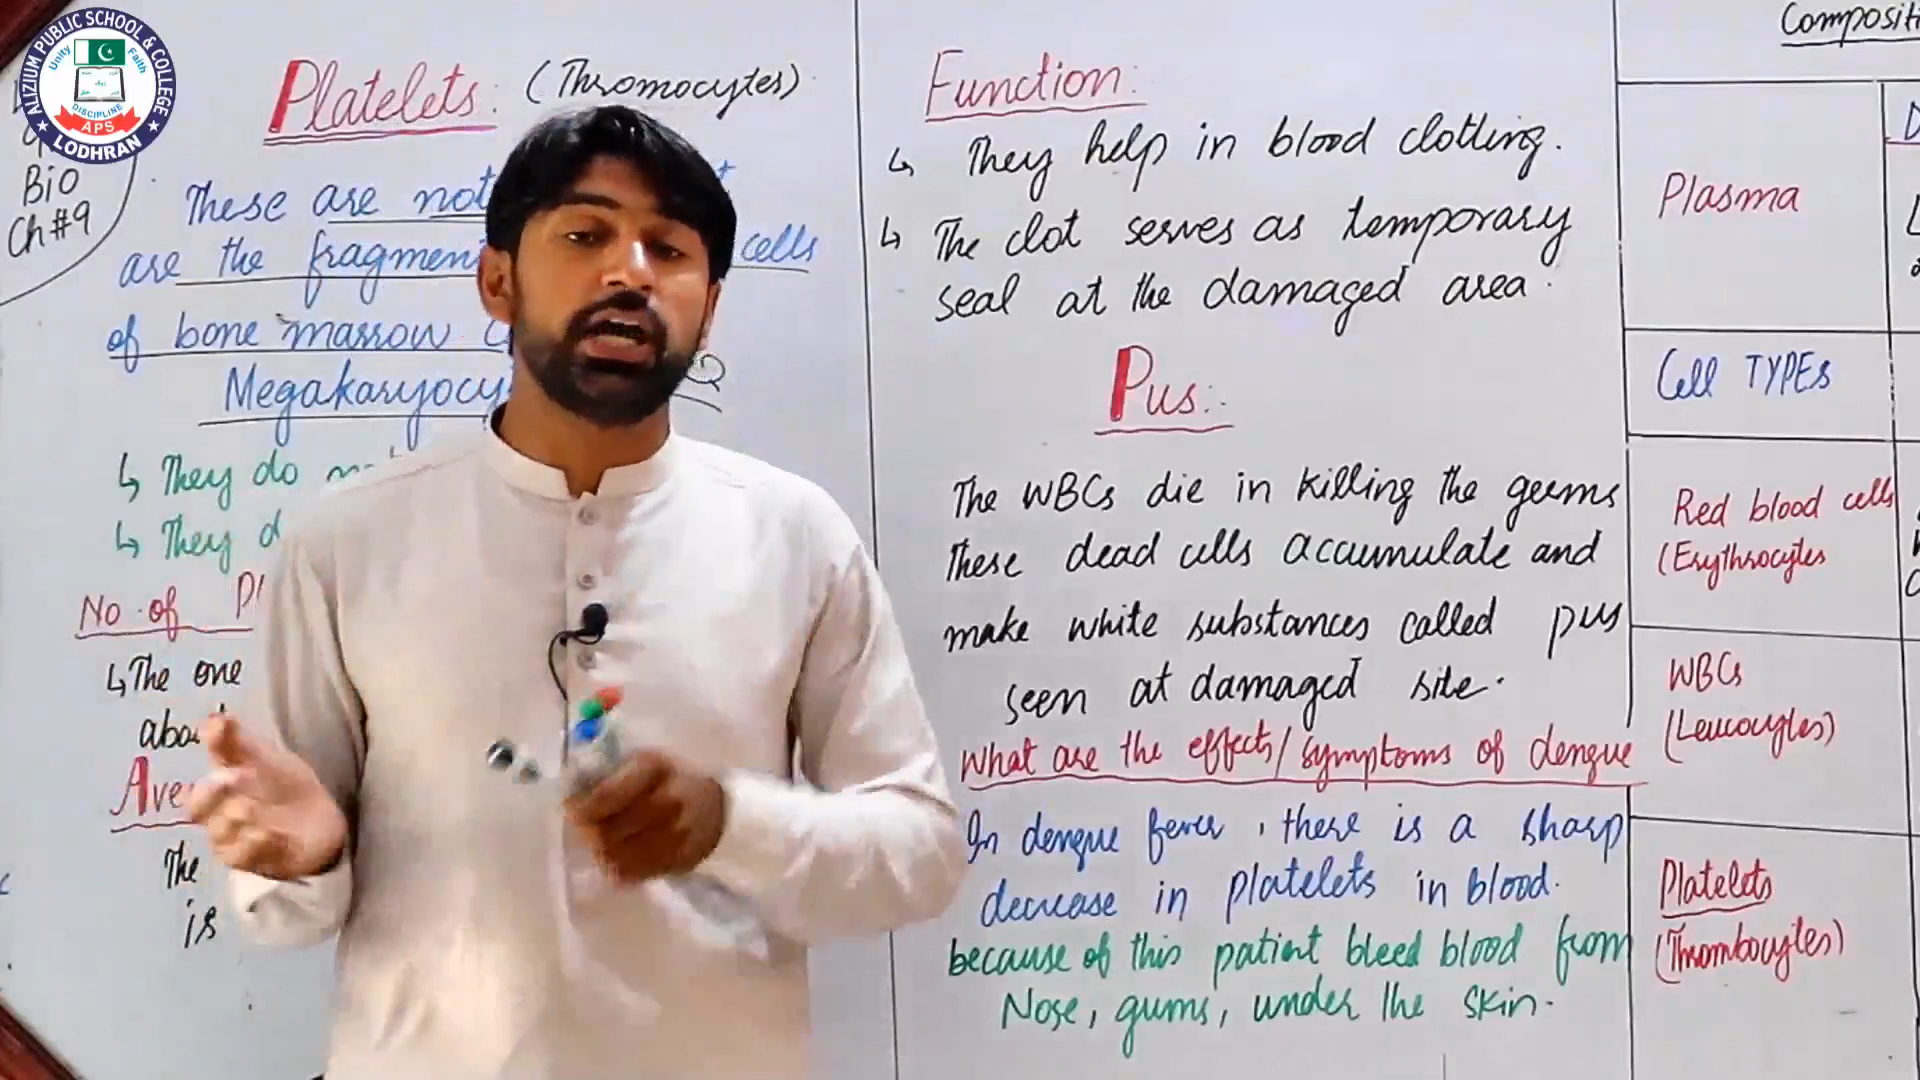 ALIZIUM PUBLIC SCHOOL & COLLEGE
Unity
Faith
DISCIPLINE
APS
LODHRAN
Bio
Ch#9
Platelets: (Thromocytes)
These are not
are the fragmen cells
of bone marrow
Megakaryocy
↳ They do
↳ They d
No. of Pl
↳ The one
abou
Ave
The
is
Function:
↳ They help in blood clotting.
↳ The clot serves as temporary
seal at the damaged area.
Pus:
The WBCs die in killing the germs
These dead cells accumulate and
make white substances called pus
seen at damaged site.
What are the effects/symptoms of dengue
In dengue fever, there is a sharp
decrease in platelets in blood.
because of this patient bleed blood from
Nose, gums, under the skin.
Compositi
Plasma
Cell TYPES
Red blood cells
(Erythrocytes
WBCs
(Leucocytes)
Platelets
(Thrombocytes)